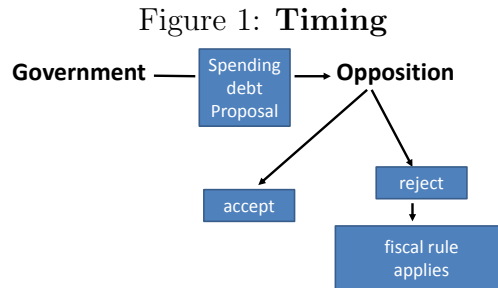 Figure 1: Timing
Government
Spending
debt
Proposal
Opposition
accept
reject
fiscal rule
applies